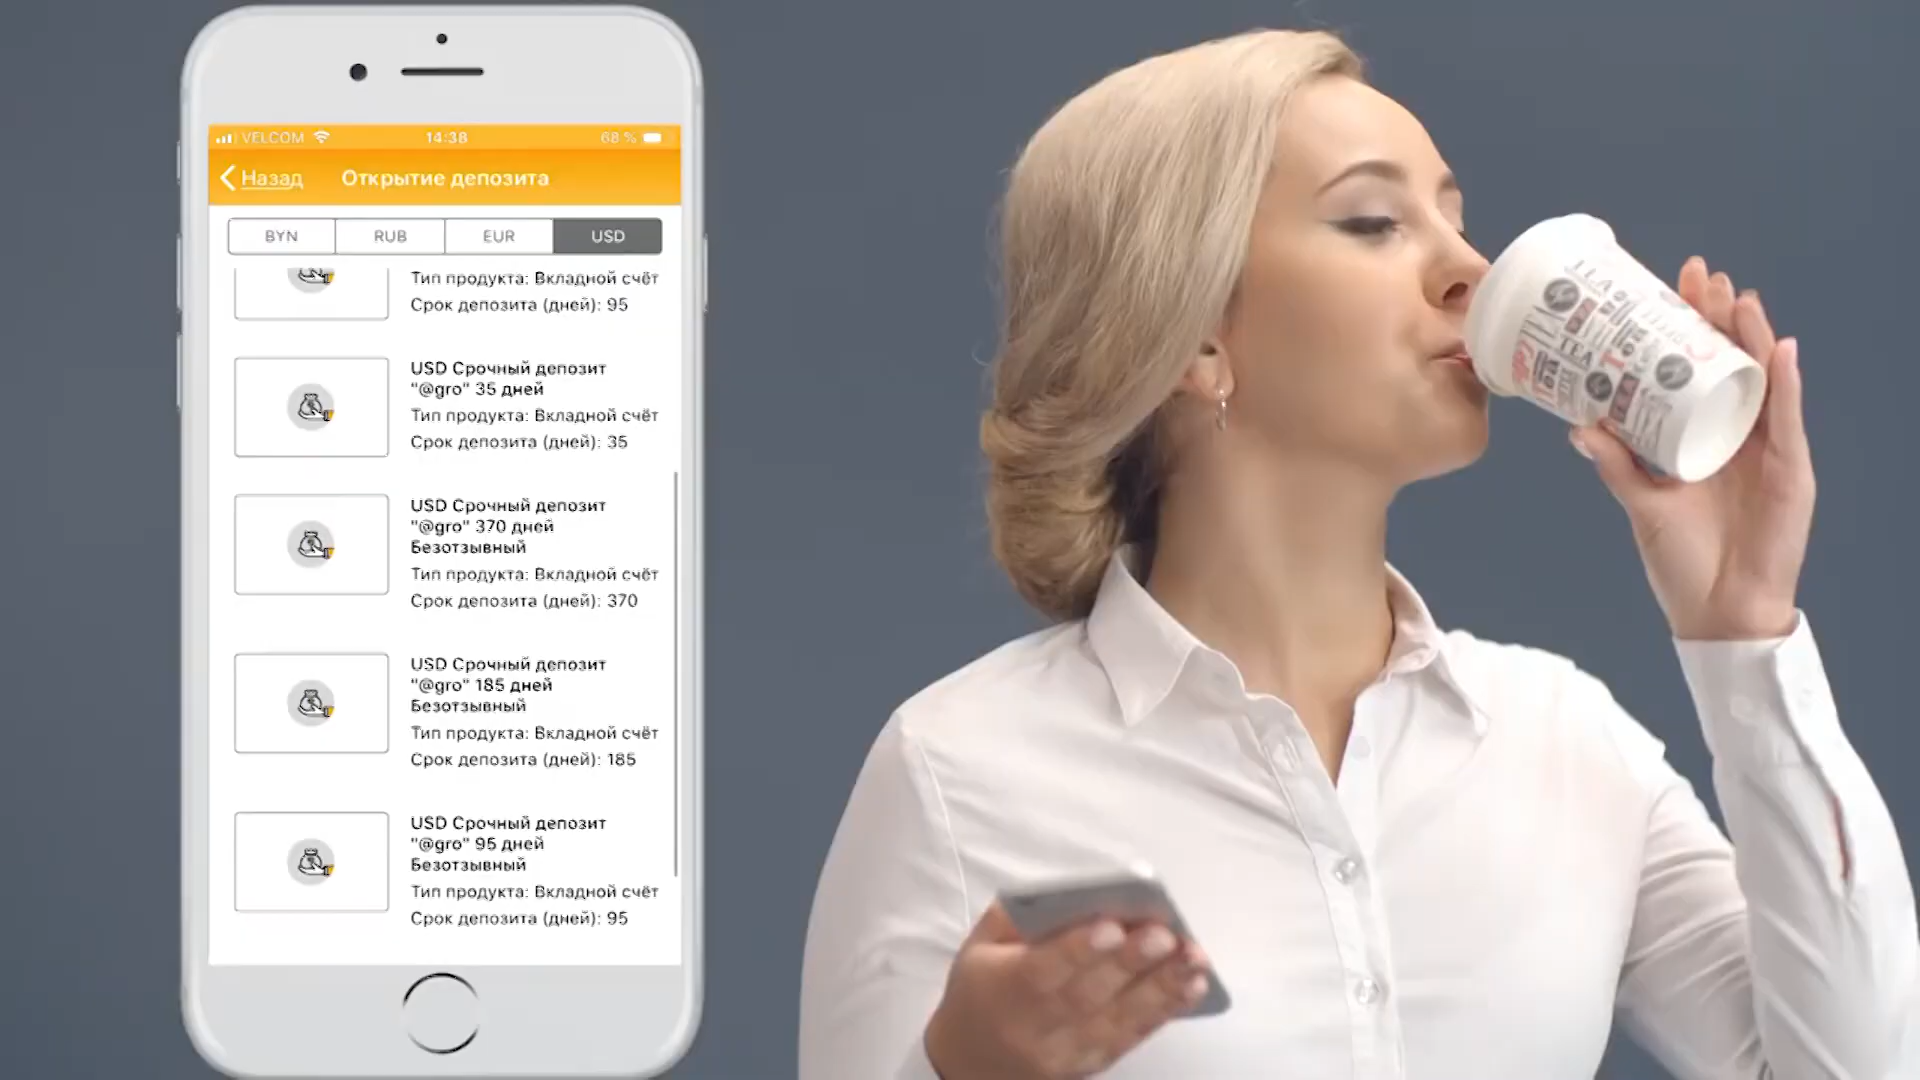 VELCOM 14:38 68 %
Назад Открытие депозита
BYN RUB EUR USD
Тип продукта: Вкладной счёт
Срок депозита (дней): 95
USD Срочный депозит
"@gro" 35 дней
Тип продукта: Вкладной счёт
Срок депозита (дней): 35
USD Срочный депозит
"@gro" 370 дней
Безотзывный
Тип продукта: Вкладной счёт
Срок депозита (дней): 370
USD Срочный депозит
"@gro" 185 дней
Безотзывный
Тип продукта: Вкладной счёт
Срок депозита (дней): 185
USD Срочный депозит
"@gro" 95 дней
Безотзывный
Тип продукта: Вкладной счёт
Срок депозита (дней): 95
TEA